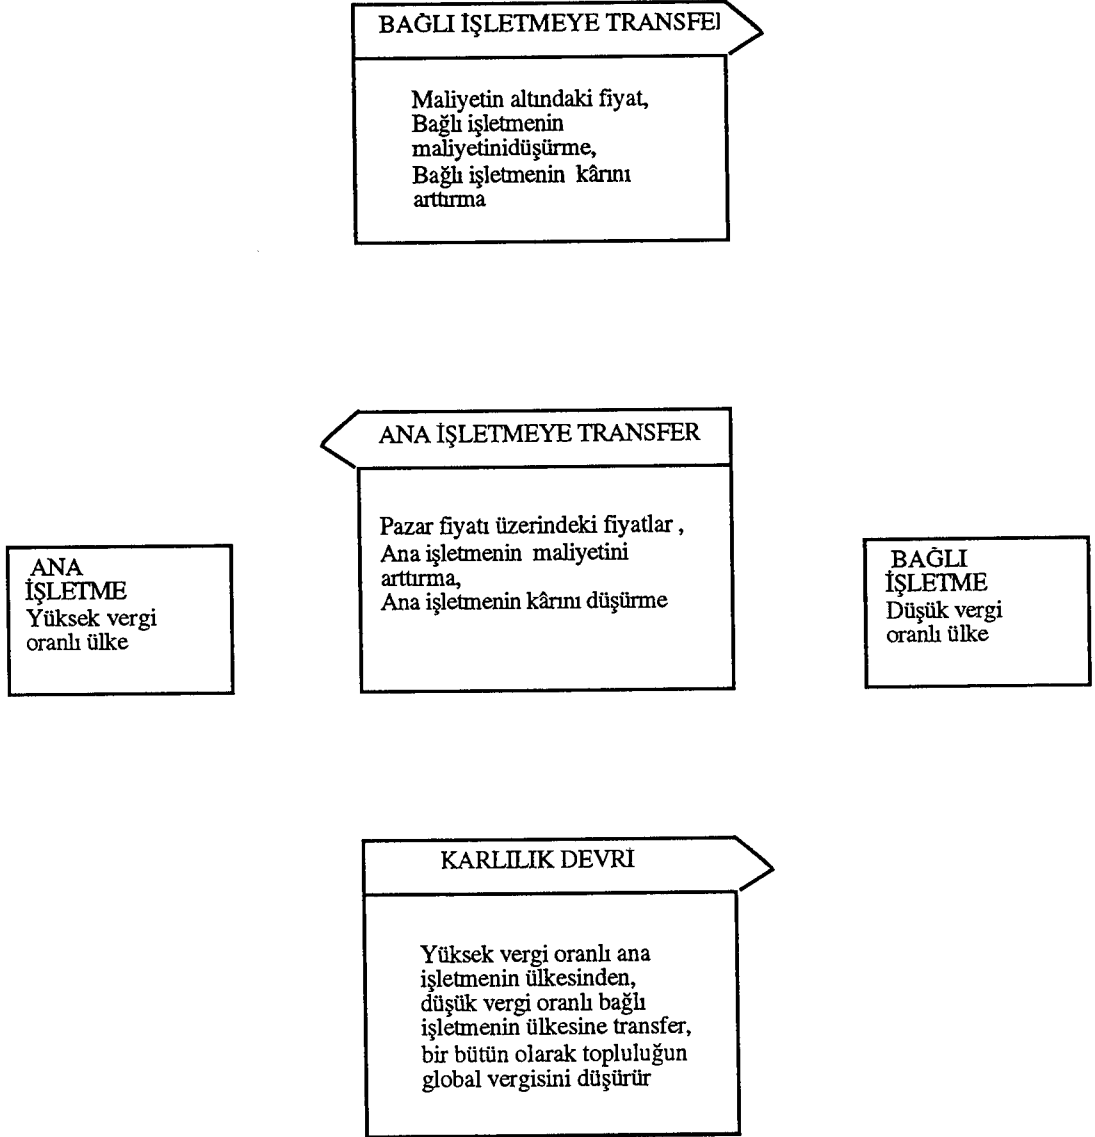 BAĞLI İŞLETMEYE TRANSFE
Maliyetin altındaki fiyat,
Bağlı işletmenin
maliyetinidüşürme,
Bağlı işletmenin kârını
arttırma
ANA İŞLETMEYE TRANSFER
Pazar fiyatı üzerindeki fiyatlar ,
Ana işletmenin maliyetini
arttırma,
Ana işletmenin kârını düşürme
ANA
İŞLETME
Yüksek vergi
oranlı ülke
BAĞLI
İŞLETME
Düşük vergi
oranlı ülke
KARLILIK DEVRİ
Yüksek vergi oranlı ana
işletmenin ülkesinden,
düşük vergi oranlı bağlı
işletmenin ülkesine transfer,
bir bütün olarak topluluğun
global vergisini düşürür